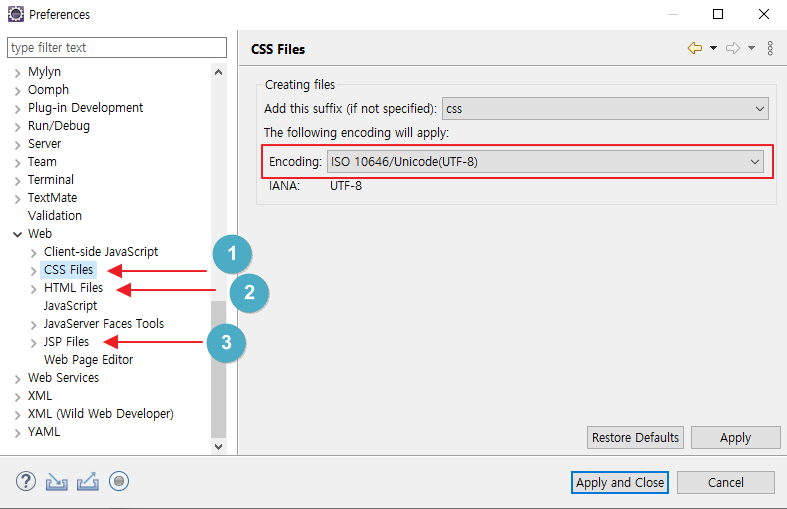 Preferences
type filter text
Mylyn
Oomph
Plug-in Development
Run/Debug
Server
Team
Terminal
TextMate
Validation
Web
Client-side JavaScript
CSS Files
HTML Files
JavaScript
JavaServer Faces Tools
JSP Files
Web Page Editor
Web Services
XML
XML (Wild Web Developer)
YAML
1
2
3
CSS Files
Creating files
Add this suffix (if not specified): css
The following encoding will apply:
Encoding: ISO 10646/Unicode(UTF-8)
IANA: UTF-8
Restore Defaults Apply
?
Apply and Close Cancel